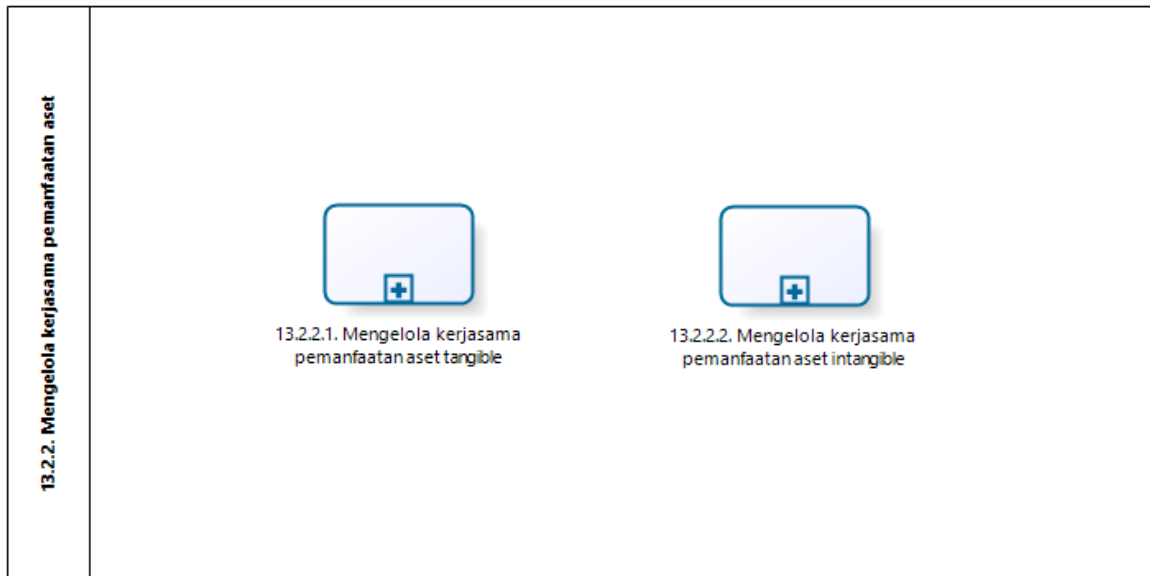 13.2.2. Mengelola kerjasama pemanfaatan aset
13.2.2.1. Mengelola kerjasama
pemanfaatan aset tangible
13.2.2.2. Mengelola kerjasama
pemanfaatan aset intangible